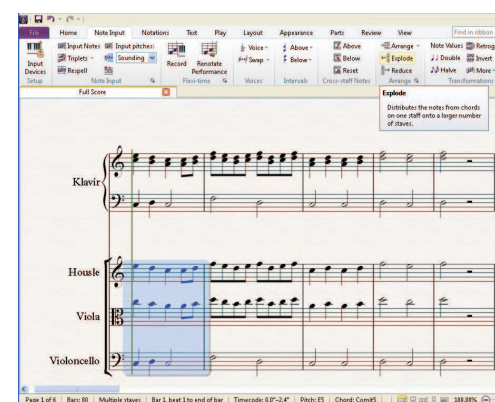 File Home Note Input Notations Text Play Layout Appearance Parts Review View Find in ribbon
Input Notes Input pitches: Voice Above Above Arrange Note Values Retrog
Triplets Sounding Record Renotate Swap Below Below Explode Double Invert
Input Devices Respell Performance Reset Reduce Halve More
Setup Note Input Flexi-time Voices Intervals Cross-staff Notes Arrange Transformations
Full Score
Explode
Distributes the notes from chords
on one staff onto a larger number
of staves.
Klavír
Housle
Viola
Violoncello
Page 1 of 6 Bars: 80 Multiple staves Bar 1, beat 1 to end of bar Timecode: 0,0"–2,4" Pitch: E5 Chord: Comit5 188,88%